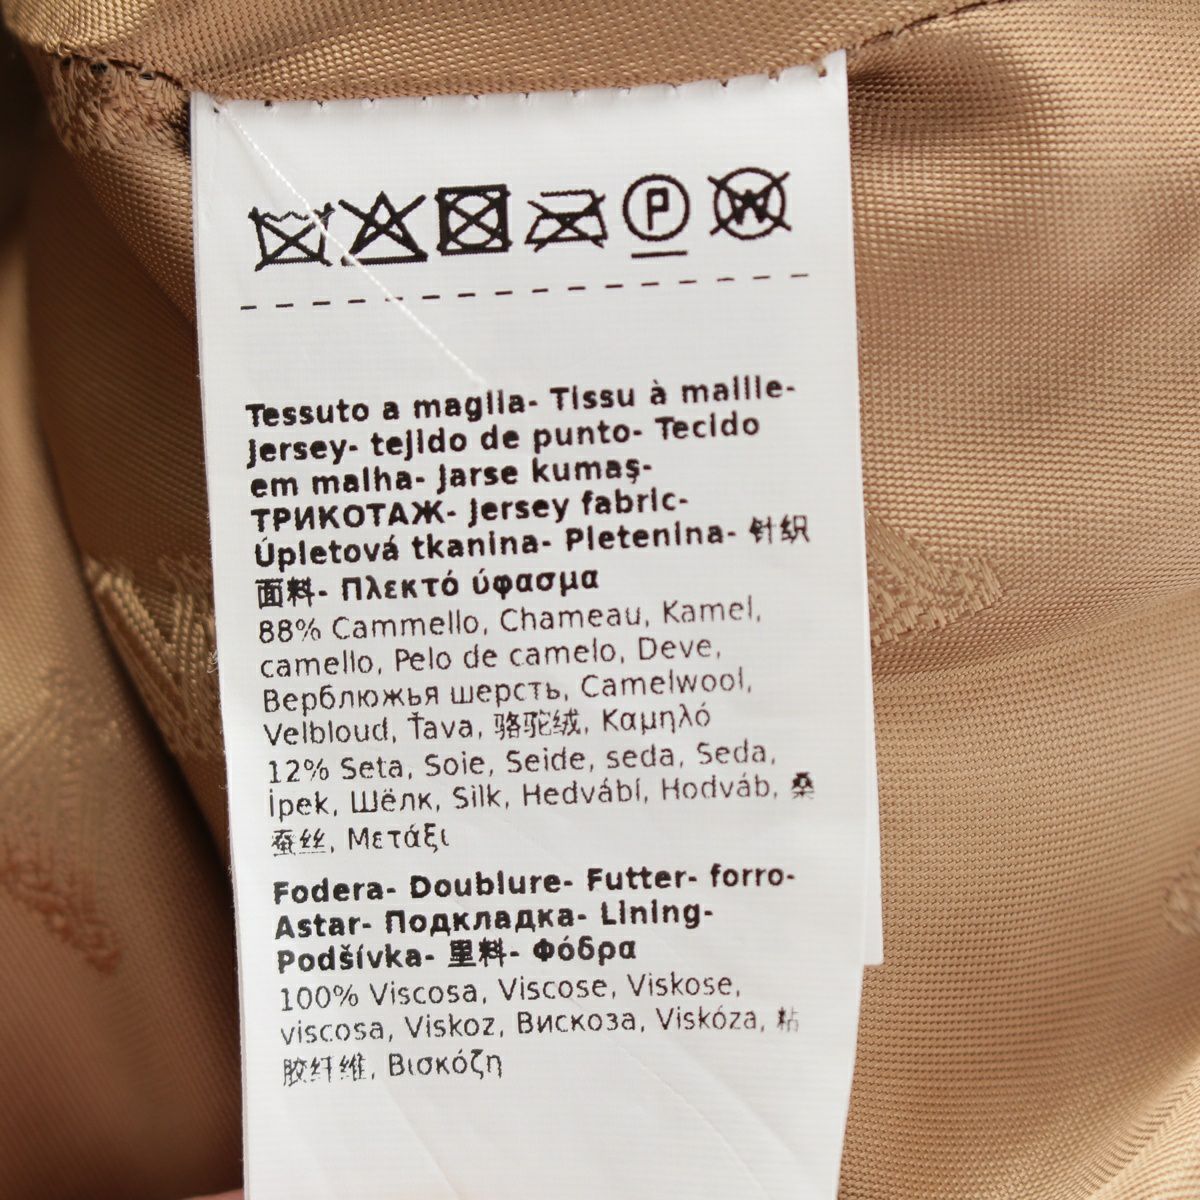 P W
Tessuto a maglia- Tissu à maille-
Jersey- tejido de punto- Tecido
em malha- Jarse kumaş-
ТРИКОТАЖ- Jersey fabric-
Úpletová tkanina- Pletenina- 针织
面料- Πλεκτό ύφασμα
88% Cammello, Chameau, Kamel,
camello, Pelo de camelo, Deve,
Верблюжья шерсть, Camelwool,
Velbloud, Ťava, 骆驼绒, Καμηλό
12% Seta, Soie, Seide, seda, Seda,
İpek, Шёлк, Silk, Hedvábí, Hodváb, 桑
蚕丝, Μετάξι
Fodera- Doublure- Futter- forro-
Astar- Подкладка- Lining-
Podšívka- 里料- Φόδρα
100% Viscosa, Viscose, Viskose,
viscosa, Viskoz, Вискоза, Viskóza, 粘
胶纤维, Βισκόζη